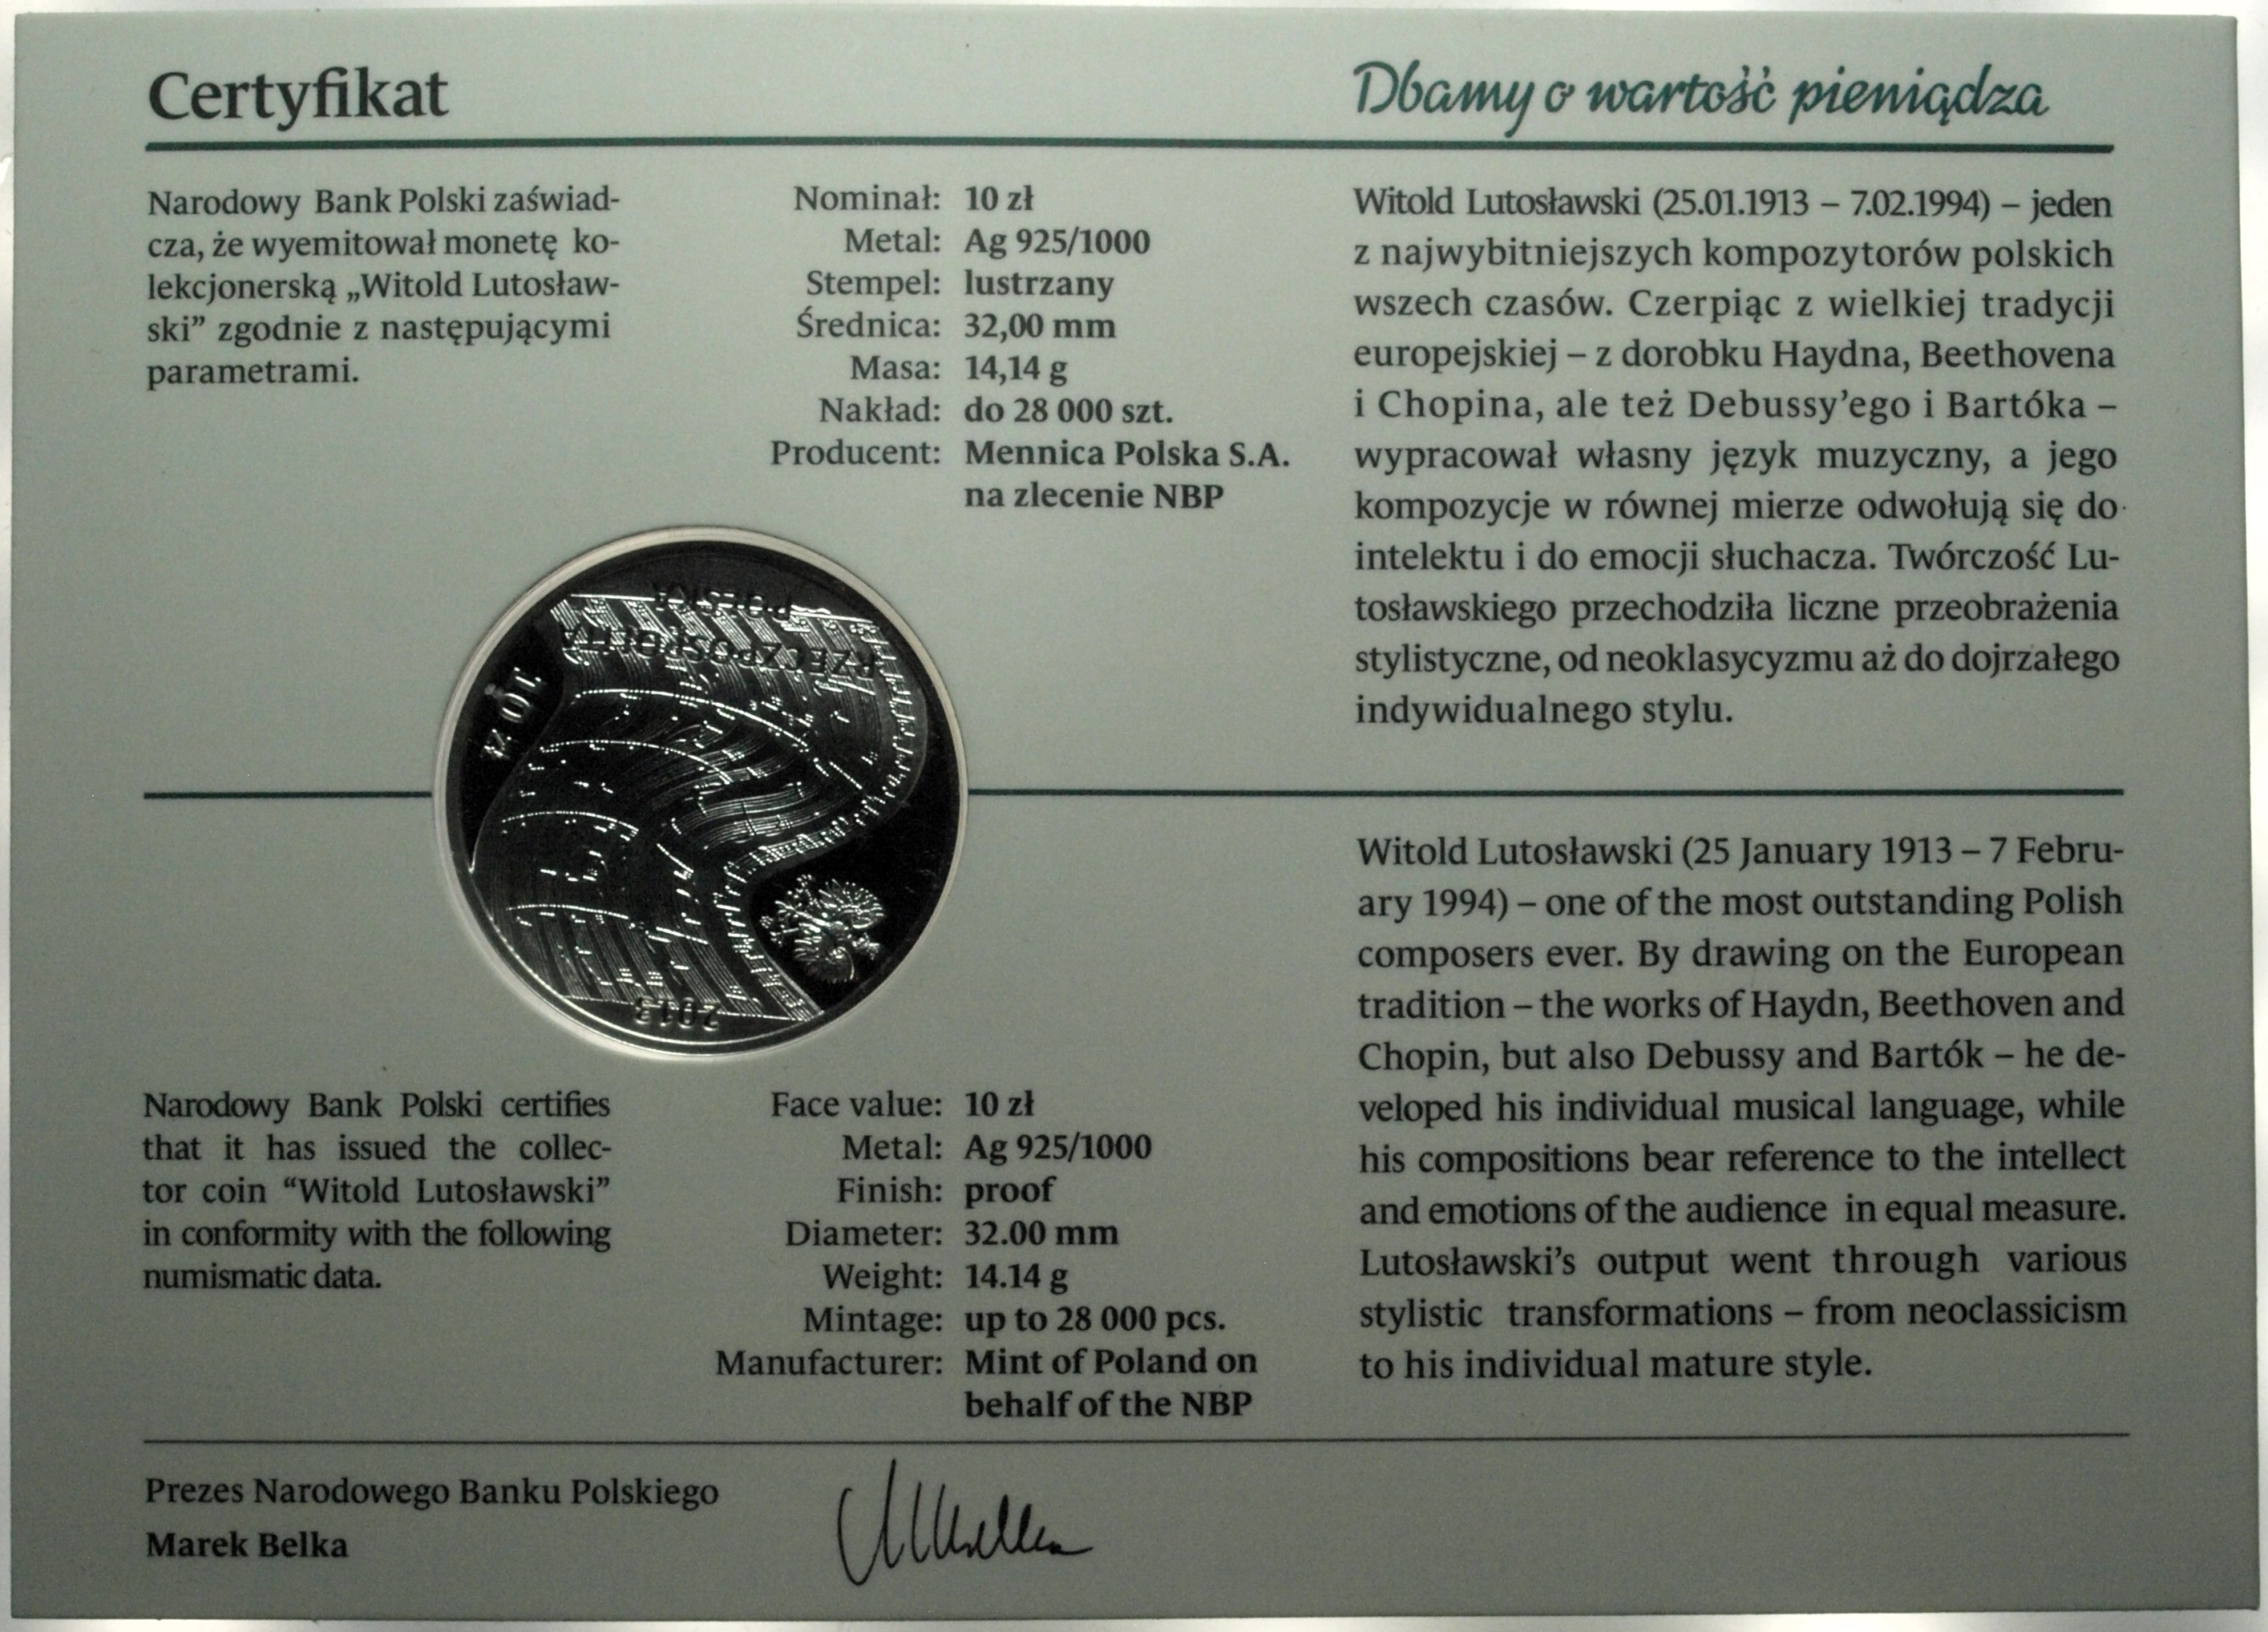 Certyfikat
Dbamy o wartość pieniądza
Narodowy Bank Polski zaświad-
cza, że wyemitował monetę ko-
lekcjonerską „Witold Lutosław-
ski” zgodnie z następującymi
parametrami.
Nominał: 10 zł
Metal: Ag 925/1000
Stempel: lustrzany
Średnica: 32,00 mm
Masa: 14,14 g
Nakład: do 28 000 szt.
Producent: Mennica Polska S.A.
na zlecenie NBP
Witold Lutosławski (25.01.1913 – 7.02.1994) – jeden
z najwybitniejszych kompozytorów polskich
wszech czasów. Czerpiąc z wielkiej tradycji
europejskiej – z dorobku Haydna, Beethovena
i Chopina, ale też Debussy’ego i Bartóka –
wypracował własny język muzyczny, a jego
kompozycje w równej mierze odwołują się do
intelektu i do emocji słuchacza. Twórczość Lu-
tosławskiego przechodziła liczne przeobrażenia
stylistyczne, od neoklasycyzmu aż do dojrzałego
indywidualnego stylu.
RZECZPOSPOLITA
POLSKA
10 zł
2013
Narodowy Bank Polski certifies
that it has issued the collec-
tor coin “Witold Lutosławski”
in conformity with the following
numismatic data.
Face value: 10 zł
Metal: Ag 925/1000
Finish: proof
Diameter: 32.00 mm
Weight: 14.14 g
Mintage: up to 28 000 pcs.
Manufacturer: Mint of Poland on
behalf of the NBP
Witold Lutosławski (25 January 1913 – 7 Febru-
ary 1994) – one of the most outstanding Polish
composers ever. By drawing on the European
tradition – the works of Haydn, Beethoven and
Chopin, but also Debussy and Bartók – he de-
veloped his individual musical language, while
his compositions bear reference to the intellect
and emotions of the audience in equal measure.
Lutosławski’s output went through various
stylistic transformations – from neoclassicism
to his individual mature style.
Prezes Narodowego Banku Polskiego
Marek Belka